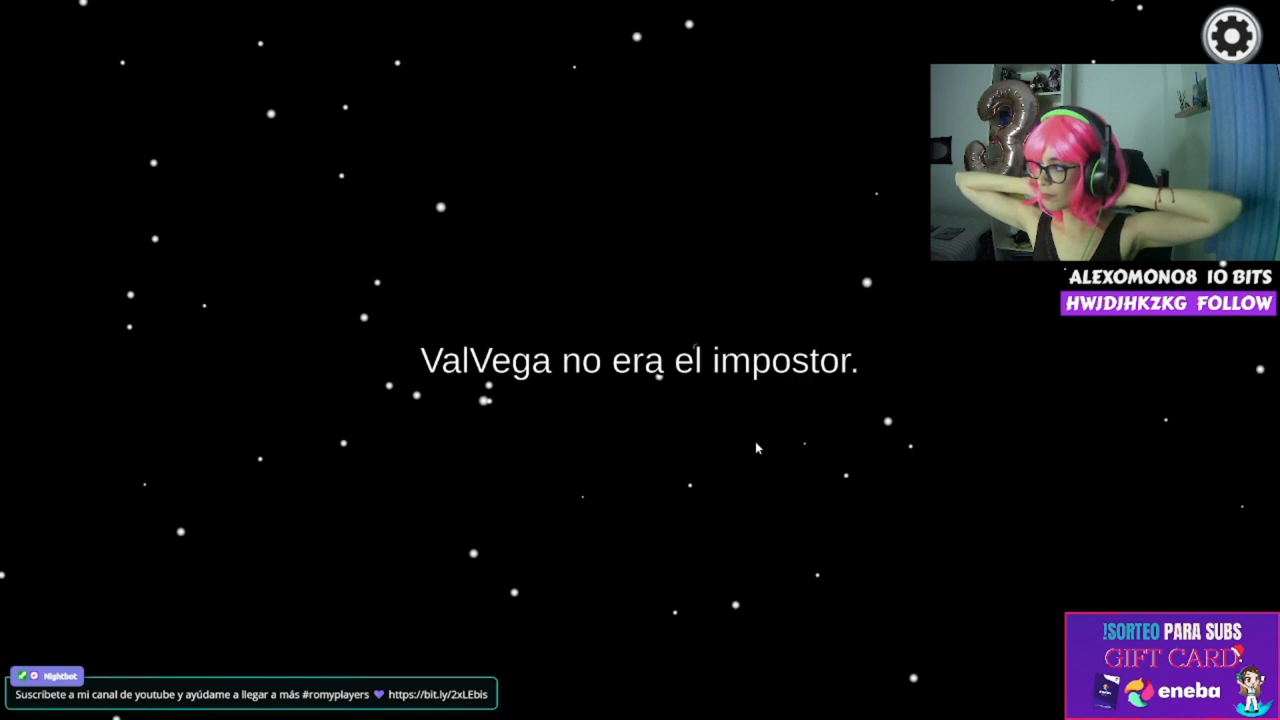 ALEXOMONO8 10 BITS
HWJDJHKZKG FOLLOW
ValVega no era el impostor.
!SORTEO PARA SUBS
GIFT CARD
eneba
Nightbot
Suscríbete a mi canal de youtube y ayúdame a llegar a más #romyplayers 💜 https://bit.ly/2xLEbis